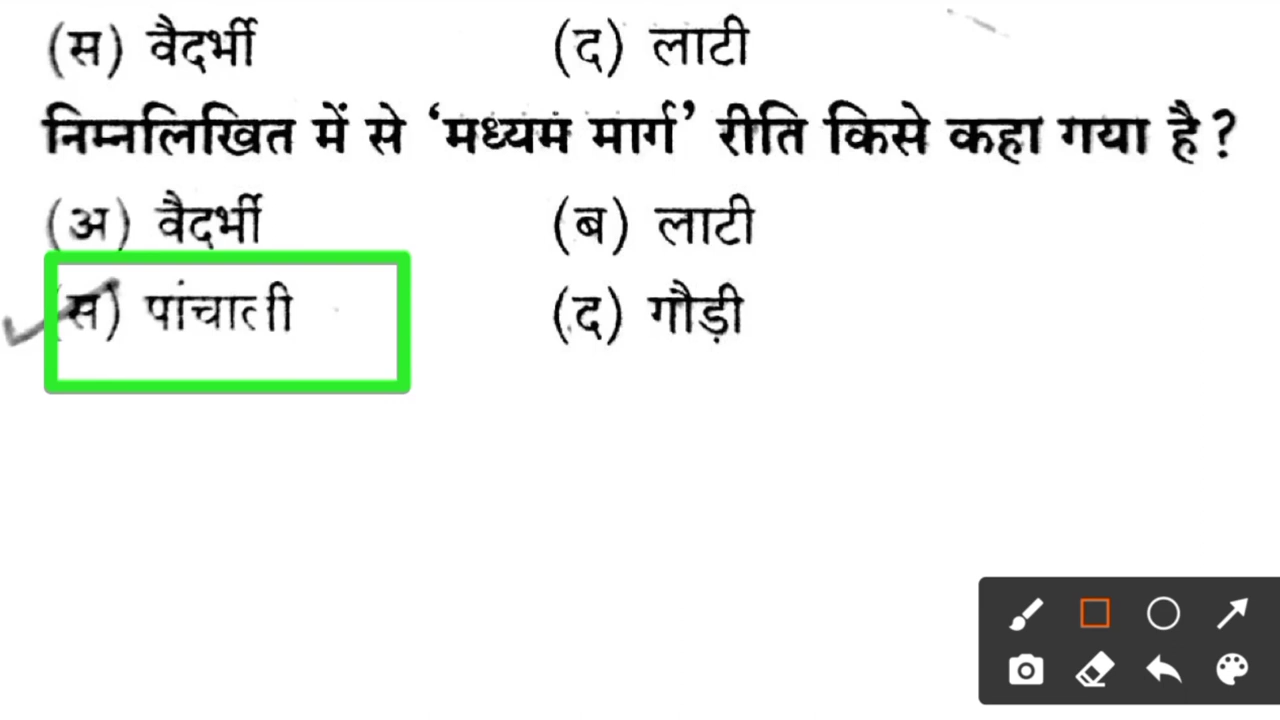 (स) वैदर्भी (द) लाटी
निम्नलिखित में से ‘मध्यम मार्ग’ रीति किसे कहा गया है?
(अ) वैदर्भी (ब) लाटी
(स) पांचाली (द) गौड़ी